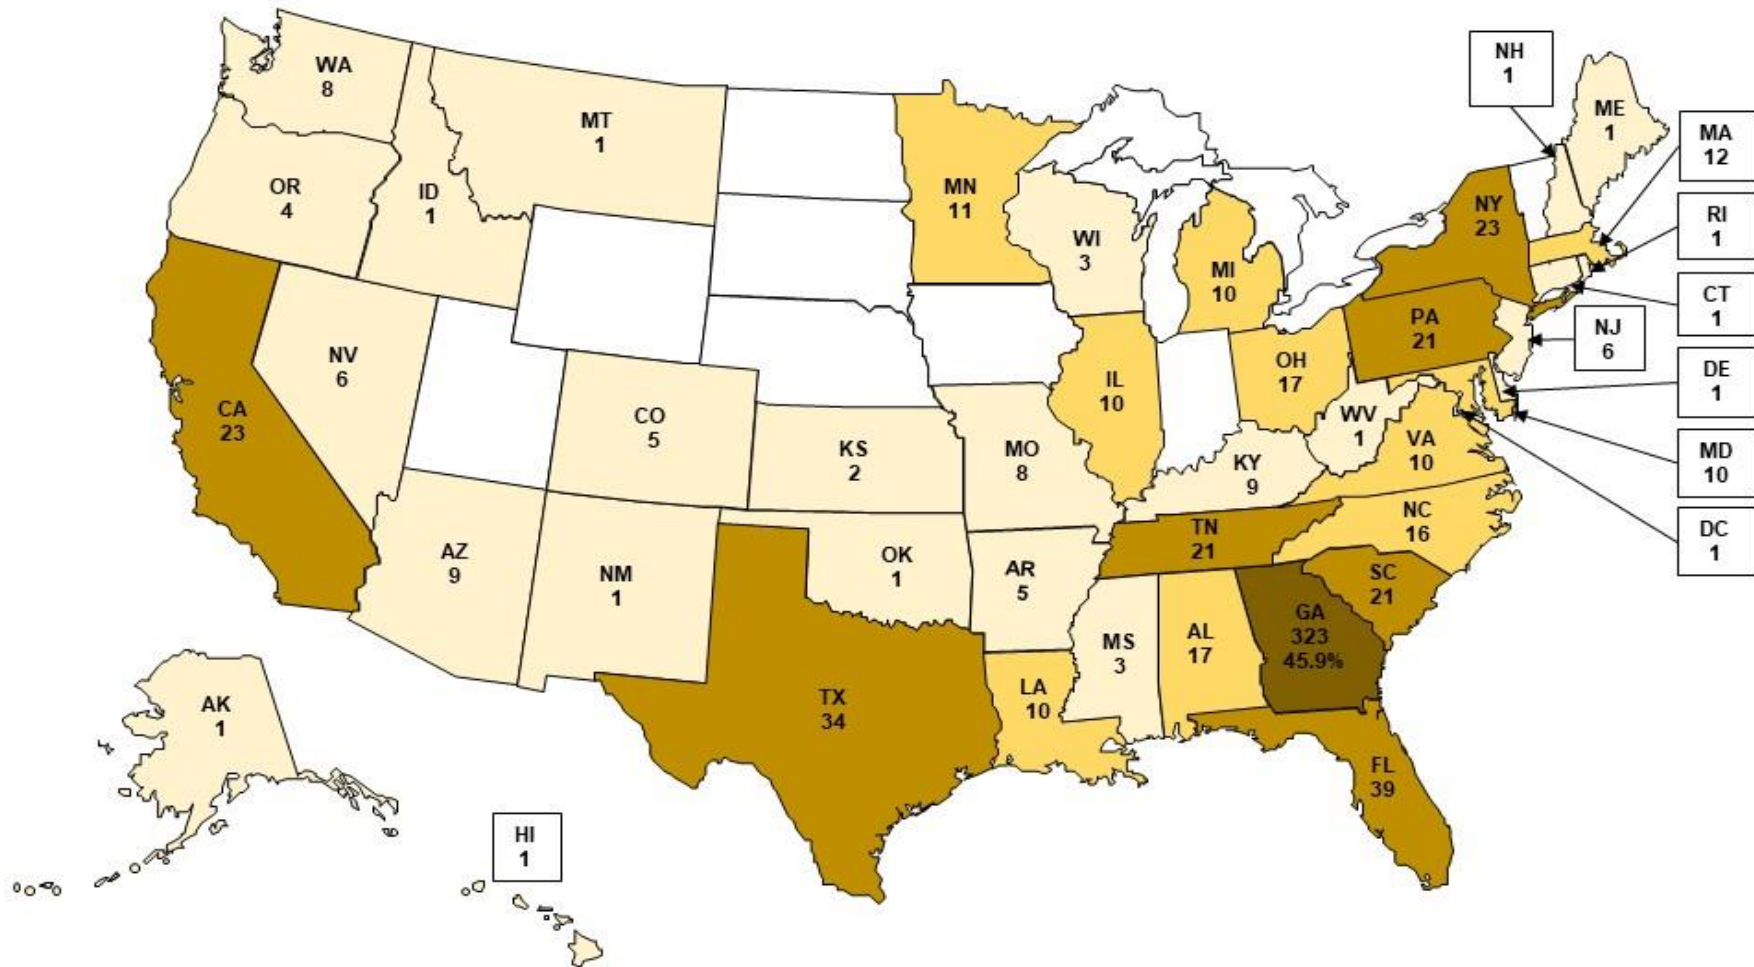 WA
8
MT
1
OR
4
ID
1
MN
11
WI
3
MI
10
NY
23
NH
1
ME
1
MA
12
RI
1
CT
1
NJ
6
DE
1
MD
10
DC
1
PA
21
OH
17
IL
10
WV
1
VA
10
KY
9
NC
16
NV
6
CA
23
CO
5
KS
2
MO
8
AZ
9
NM
1
OK
1
AR
5
TN
21
SC
21
GA
323
45.9%
MS
3
AL
17
LA
10
TX
34
FL
39
AK
1
HI
1